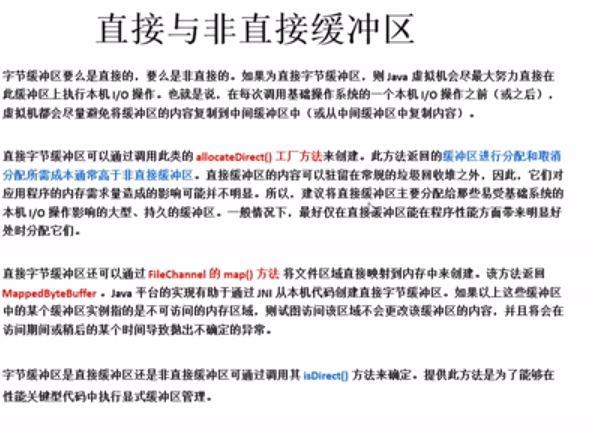 直接与非直接缓冲区
字节缓冲区要么是直接的，要么是非直接的。如果为直接字节缓冲区，则 Java 虚拟机会尽最大努力直接在
此缓冲区上执行本机 I/O 操作。也就是说，在每次调用基础操作系统的一个本机 I/O 操作之前（或之后），
虚拟机都会尽量避免将缓冲区的内容复制到中间缓冲区中（或从中间缓冲区中复制内容）。
直接字节缓冲区可以通过调用此类的 allocateDirect() 工厂方法来创建。此方法返回的缓冲区进行分配和取消
分配所需成本通常高于非直接缓冲区。直接缓冲区的内容可以驻留在常规的垃圾回收堆之外，因此，它们对
应用程序的内存需求量造成的影响可能并不明显。所以，建议将直接缓冲区主要分配给那些易受基础系统的
本机 I/O 操作影响的大型、持久的缓冲区。一般情况下，最好仅在直接缓冲区能在程序性能方面带来明显好
处时分配它们。
直接字节缓冲区还可以通过 FileChannel 的 map() 方法 将文件区域直接映射到内存中来创建。该方法返回
MappedByteBuffer 。Java 平台的实现有助于通过 JNI 从本机代码创建直接字节缓冲区。如果以上这些缓冲区
中的某个缓冲区实例指的是不可访问的内存区域，则试图访问该区域不会更改该缓冲区的内容，并且将会在
访问期间或稍后的某个时间导致抛出不确定的异常。
字节缓冲区是直接缓冲区还是非直接缓冲区可通过调用其 isDirect() 方法来确定。提供此方法是为了能够在
性能关键型代码中执行显式缓冲区管理。